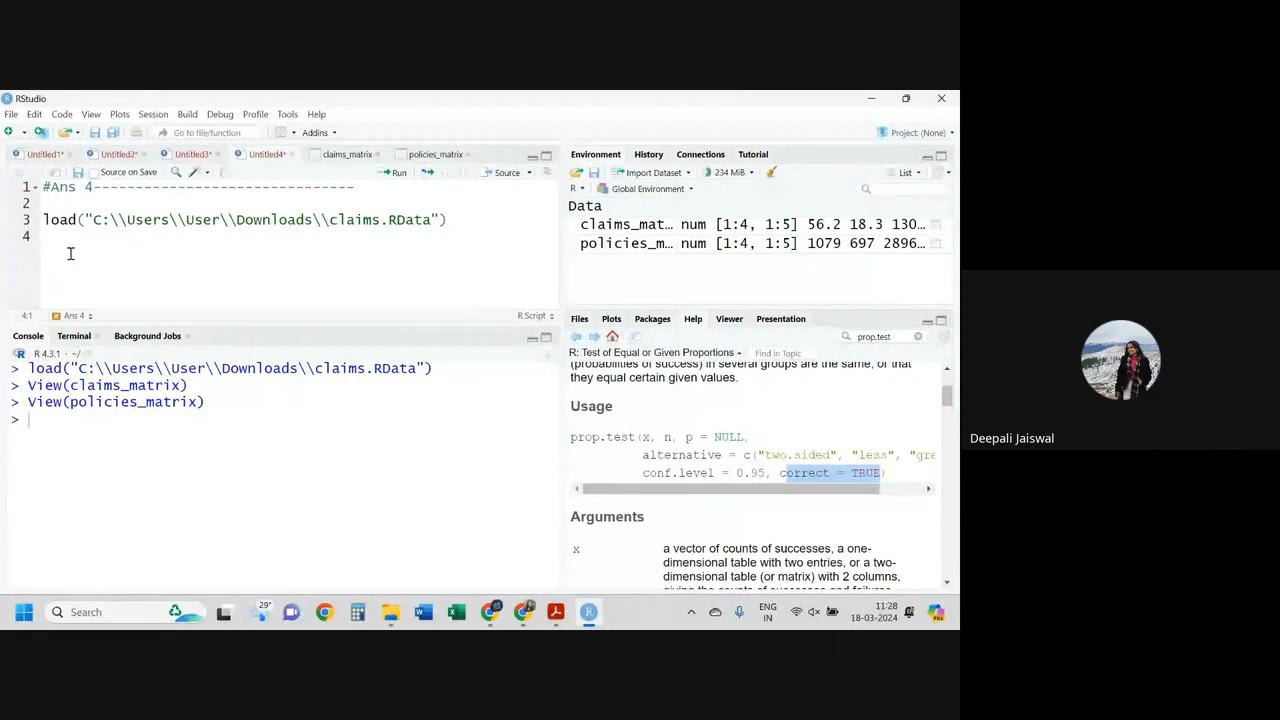 RStudio
File Edit Code View Plots Session Build Debug Profile Tools Help
Go to file/function Addins Project: (None)
Untitled1* Untitled2* Untitled3* Untitled4* claims_matrix policies_matrix
Source on Save Run Source
1 #Ans 4-------------------------------
2
3 load("C:\\Users\\User\\Downloads\\claims.RData")
4
4:1 Ans 4 R Script
Console Terminal Background Jobs
R 4.3.1 · ~/
> load("C:\\Users\\User\\Downloads\\claims.RData")
> View(claims_matrix)
> View(policies_matrix)
>
Environment History Connections Tutorial
Import Dataset 234 MiB List
R Global Environment
Data
claims_mat… num [1:4, 1:5] 56.2 18.3 130…
policies_m… num [1:4, 1:5] 1079 697 2896…
Files Plots Packages Help Viewer Presentation
prop.test
R: Test of Equal or Given Proportions Find in Topic
(probabilities of success) in several groups are the same, or that
they equal certain given values.
Usage
prop.test(x, n, p = NULL,
alternative = c("two.sided", "less", "gre
conf.level = 0.95, correct = TRUE)
Arguments
x a vector of counts of successes, a one-
dimensional table with two entries, or a two-
dimensional table (or matrix) with 2 columns,
giving the counts of successes and failures
Search
29°
ENG
IN
11:28
18-03-2024
Deepali Jaiswal